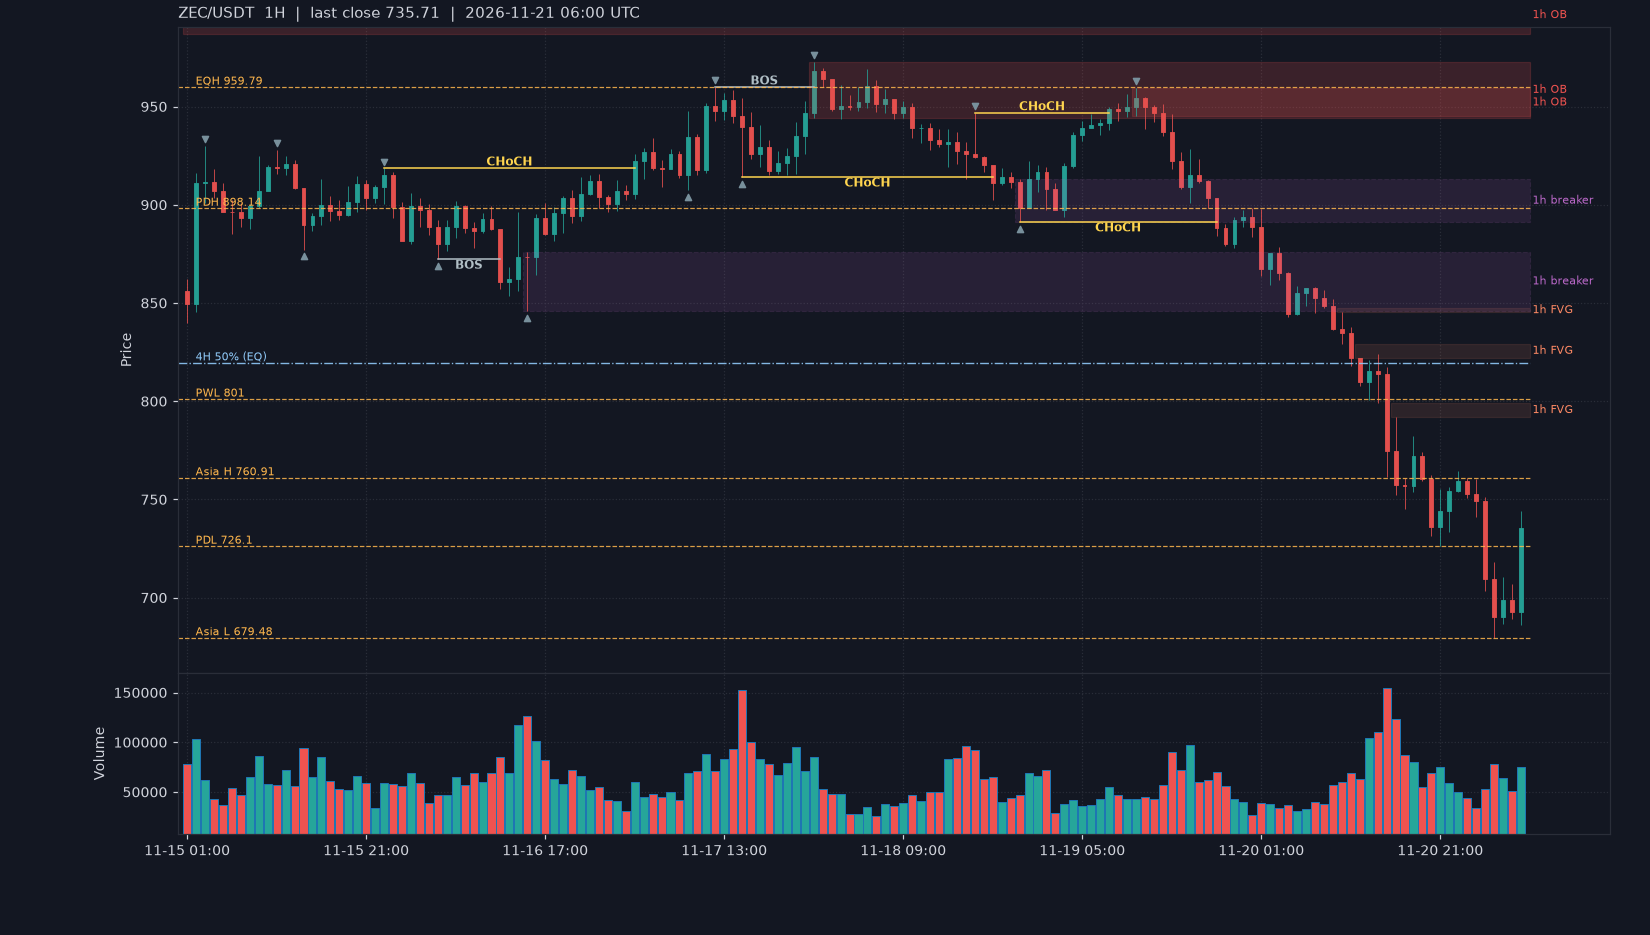 ZEC/USDT 1H | last close 735.71 | 2026-11-21 06:00 UTC
1h OB
EQH 959.79
BOS
1h OB
1h OB
950
CHoCH
CHoCH
CHoCH
1h breaker
PDH 898.14
900
CHoCH
BOS
1h breaker
850
1h FVG
Price
1h FVG
4H 50% (EQ)
PWL 801
800
1h FVG
Asia H 760.91
750
PDL 726.1
700
Asia L 679.48
150000
Volume
100000
50000
11-15 01:00
11-15 21:00
11-16 17:00
11-17 13:00
11-18 09:00
11-19 05:00
11-20 01:00
11-20 21:00